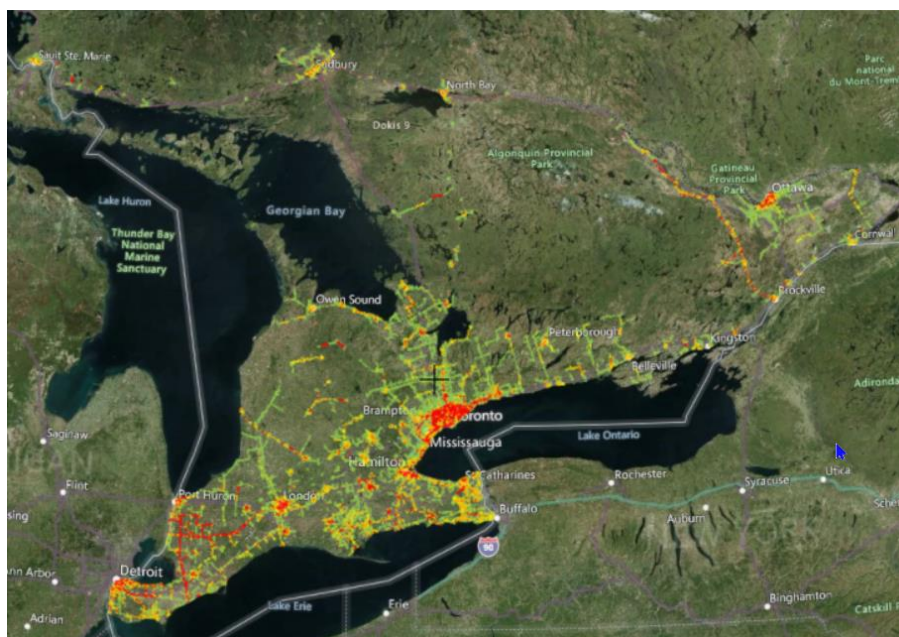 Sault Ste. Marie
Sudbury
North Bay
Parc
national
du Mont-Trem
Dokis 9
Algonquin Provincial
Park
Gatineau
Provincial
Park
Ottawa
Lake Huron
Georgian Bay
Thunder Bay
National
Marine
Sanctuary
Cornwall
Brockville
Owen Sound
Peterborough
Kingston
Belleville
Adironda
Brampton
Toronto
Mississauga
Lake Ontario
Saginaw
Hamilton
St Catharines
Rochester
Utica
Flint
Port Huron
London
Syracuse
Buffalo
Sche
sing
Auburn
90
Ann Arbor
Detroit
Lake Erie
Erie
Binghamton
Catskill P
Adrian